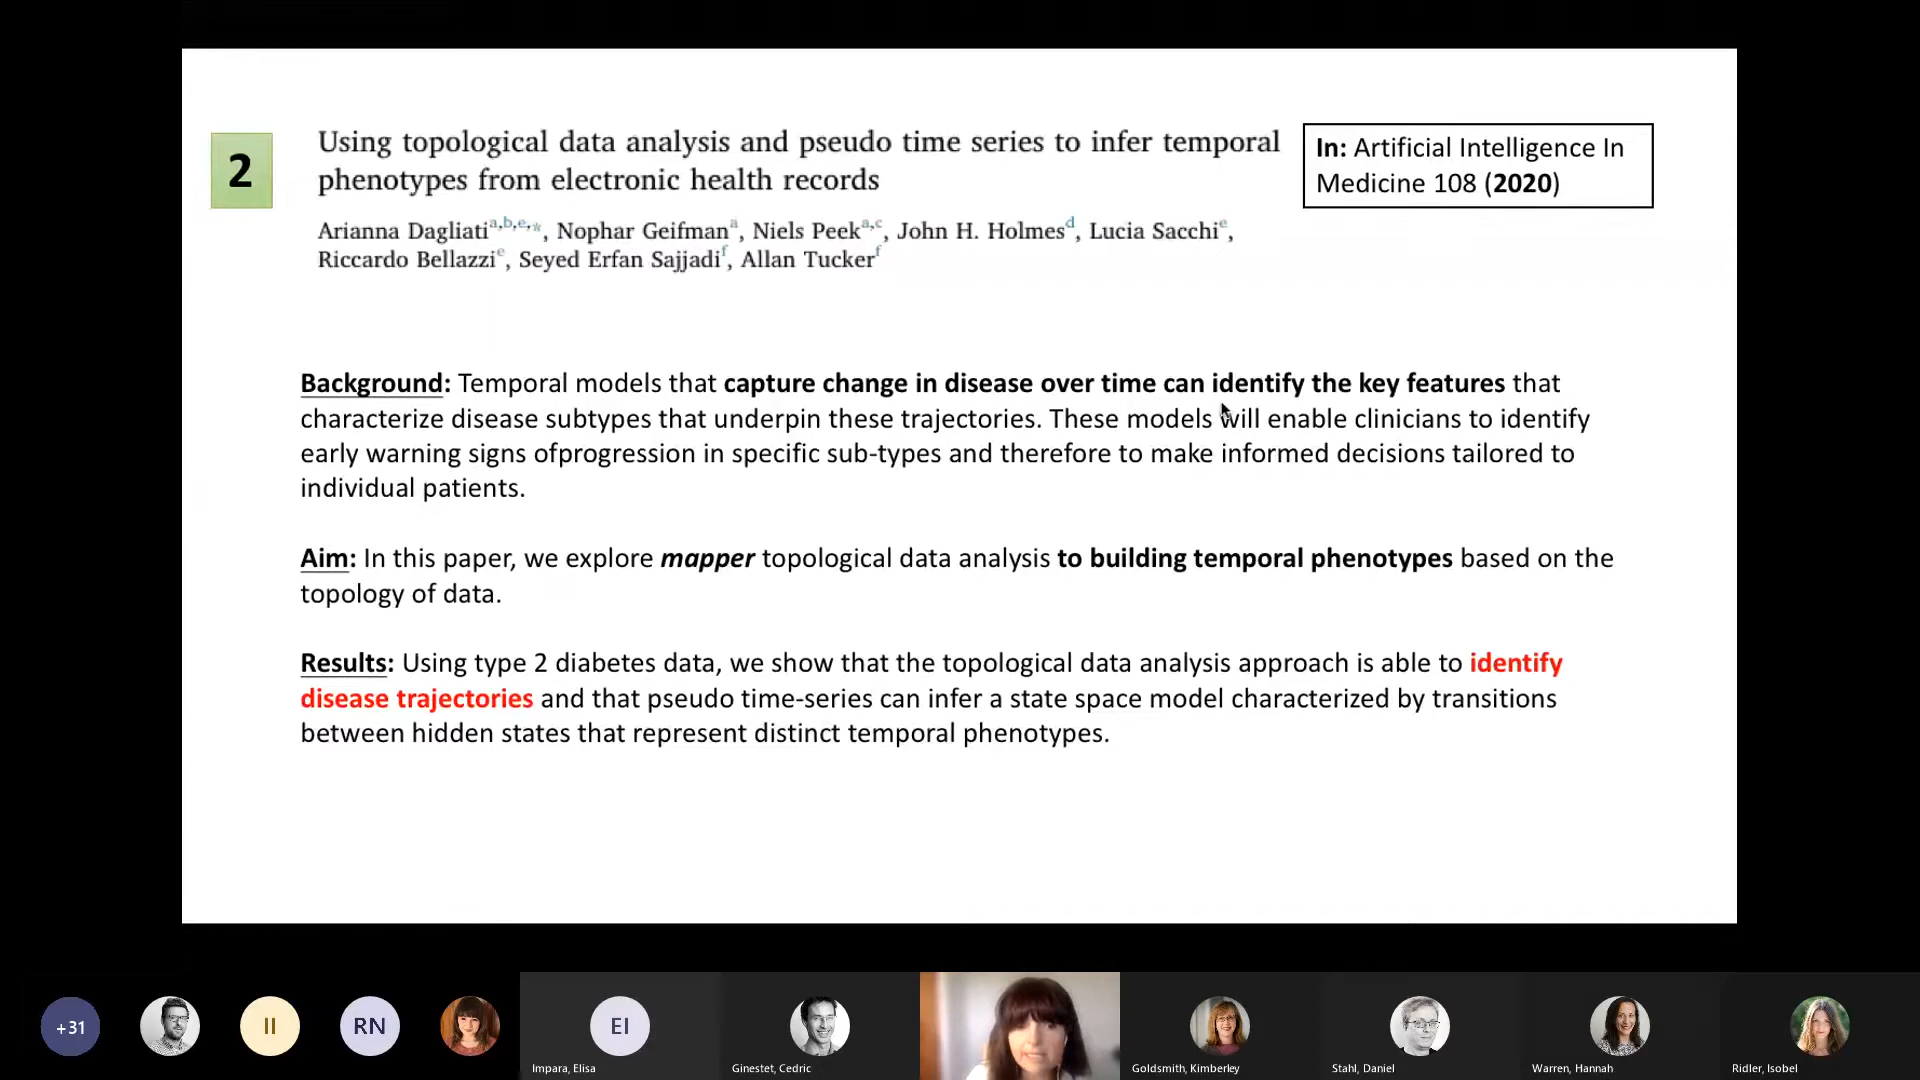 2
Using topological data analysis and pseudo time series to infer temporal
phenotypes from electronic health records
Arianna Dagliati a,b,e,*, Nophar Geifman a, Niels Peek a,c, John H. Holmes d, Lucia Sacchi e,
Riccardo Bellazzi e, Seyed Erfan Sajjadi f, Allan Tucker f
In: Artificial Intelligence In
Medicine 108 (2020)
Background: Temporal models that capture change in disease over time can identify the key features that
characterize disease subtypes that underpin these trajectories. These models will enable clinicians to identify
early warning signs ofprogression in specific sub-types and therefore to make informed decisions tailored to
individual patients.
Aim: In this paper, we explore mapper topological data analysis to building temporal phenotypes based on the
topology of data.
Results: Using type 2 diabetes data, we show that the topological data analysis approach is able to identify
disease trajectories and that pseudo time-series can infer a state space model characterized by transitions
between hidden states that represent distinct temporal phenotypes.
+31
II
RN
EI
Impara, Elisa
Ginestet, Cedric
Goldsmith, Kimberley
Stahl, Daniel
Warren, Hannah
Ridler, Isobel